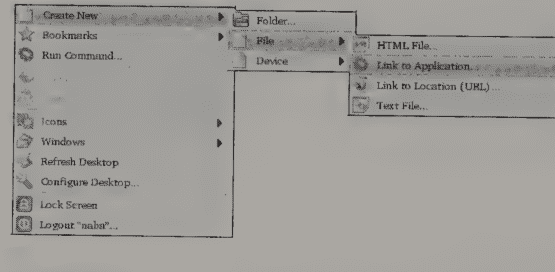 Create New
Bookmarks
Run Command...
Icons
Windows
Refresh Desktop
Configure Desktop...
Lock Screen
Logout "naba"...
Folder...
File
Device
HTML File...
Link to Application...
Link to Location (URL)...
Text File...